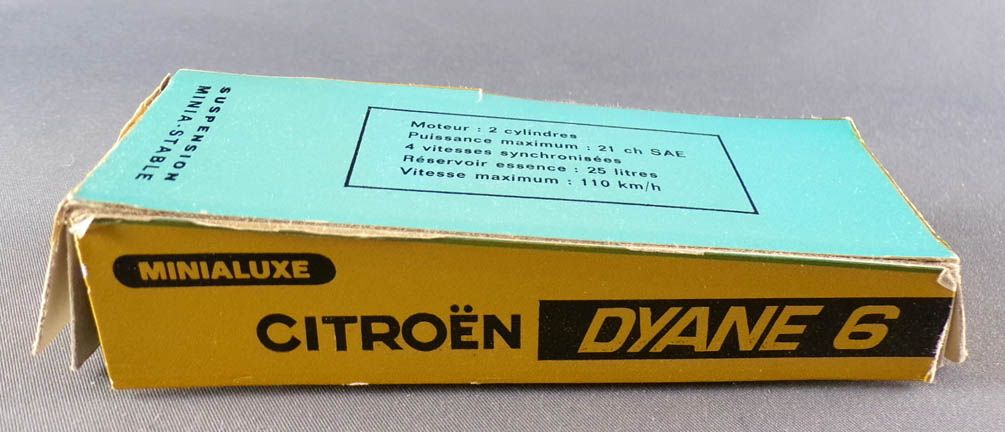 SUSPENSION
MINIA-STABLE
Moteur : 2 cylindres
Puissance maximum : 21 ch SAE
4 vitesses synchronisées
Réservoir essence : 25 litres
Vitesse maximum : 110 km/h
MINIALUXE
CITROËN DYANE 6